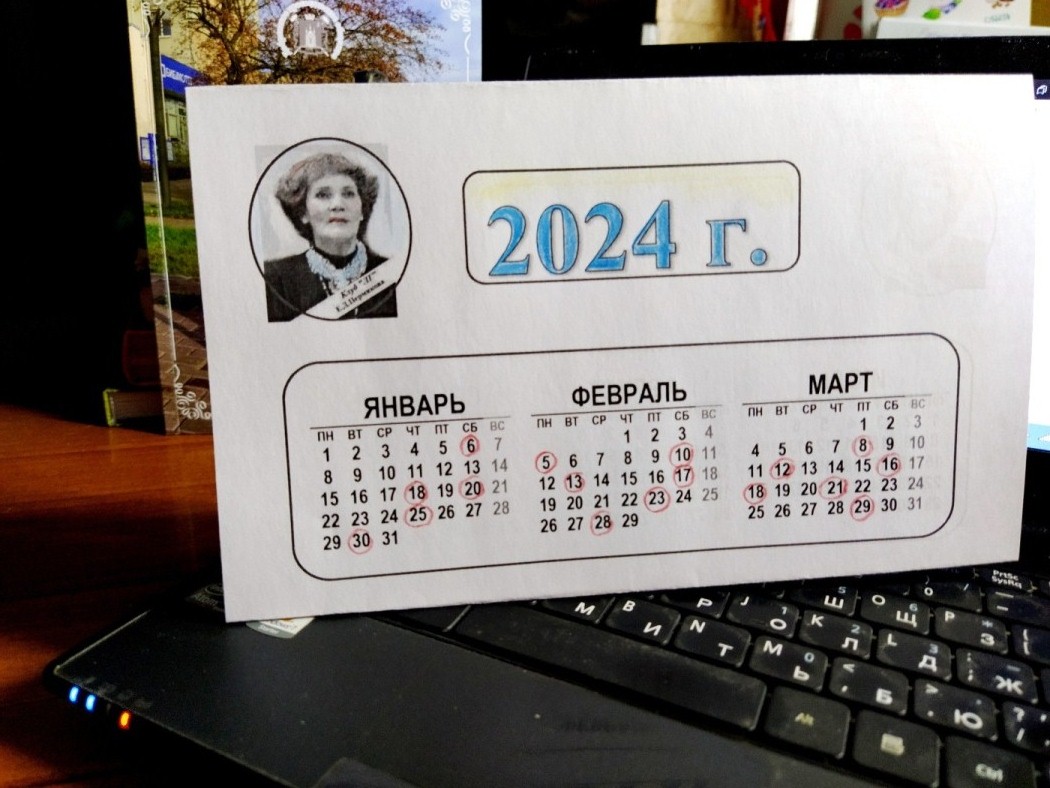 2024 г.
Клуб "ЛГ"
ЯНВАРЬ
ПН ВТ СР ЧТ ПТ СБ ВС
1 2 3 4 5 6 7
8 9 10 11 12 13 14
15 16 17 18 19 20 21
22 23 24 25 26 27 28
29 30 31
ФЕВРАЛЬ
ПН ВТ СР ЧТ ПТ СБ ВС
1 2 3 4
5 6 7 8 9 10 11
12 13 14 15 16 17 18
19 20 21 22 23 24 25
26 27 28 29
МАРТ
ПН ВТ СР ЧТ ПТ СБ ВС
1 2 3
4 5 6 7 8 9 10
11 12 13 14 15 16 17
18 19 20 21 22 23 24
25 26 27 28 29 30 31
PrtSc
SysRq
М В И N Т Ь Б Ю
Р J О К Л L Д Ж
Ш О Щ Р З
Alt
Ctrl